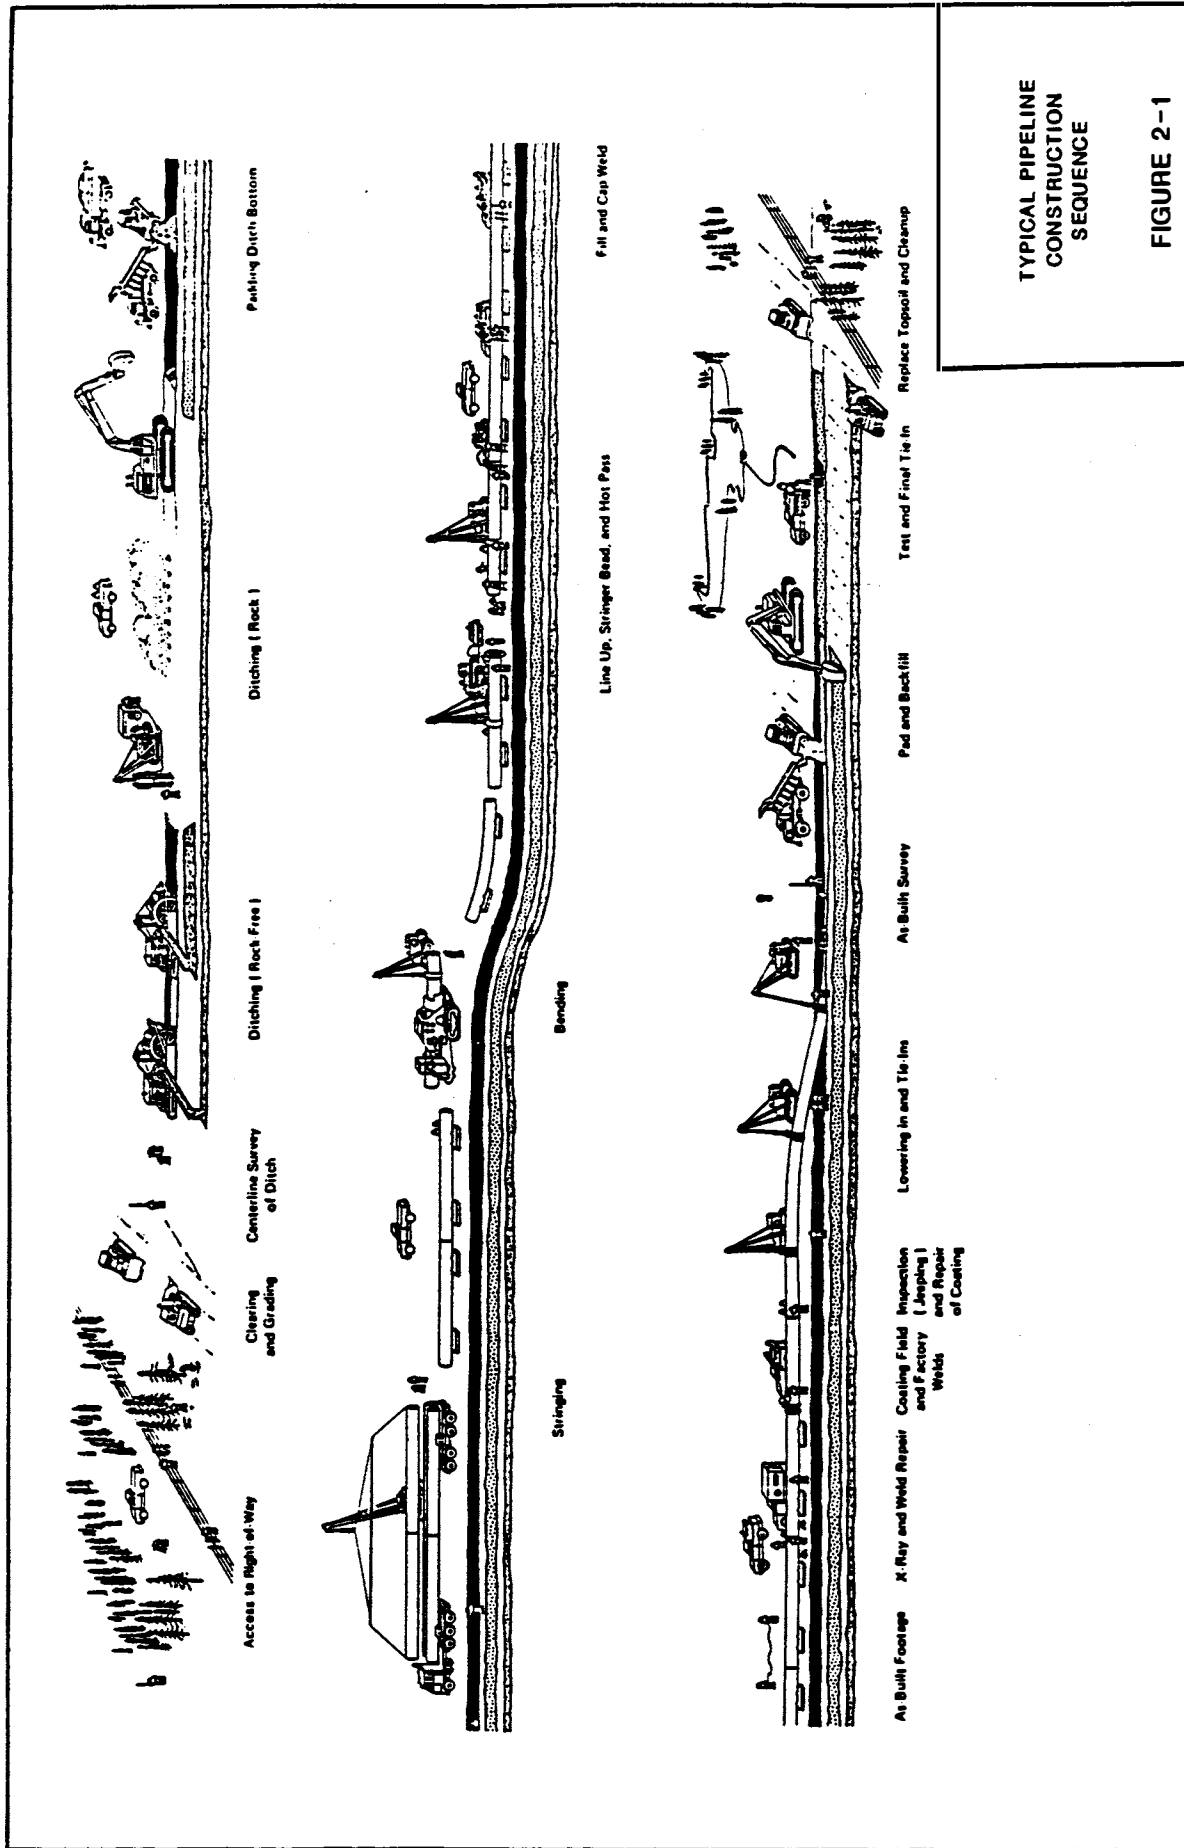 Access to Right-of-Way
Clearing
and Grading
Centerline Survey
of Ditch
Ditching ( Rock Free )
Ditching ( Rock )
Padding Ditch Bottom
Stringing
Bending
Line Up, Stringer Bead, and Hot Pass
Fill and Cap Weld
As-Built Footage
X-Ray and Weld Repair
Coating Field
and Factory
Welds
Inspection
( Jeeping )
and Repair
of Coating
Lowering in and Tie-Ins
As-Built Survey
Pad and Backfill
Test and Final Tie-In
Replace Topsoil and Cleanup
TYPICAL PIPELINE
CONSTRUCTION
SEQUENCE
FIGURE 2-1